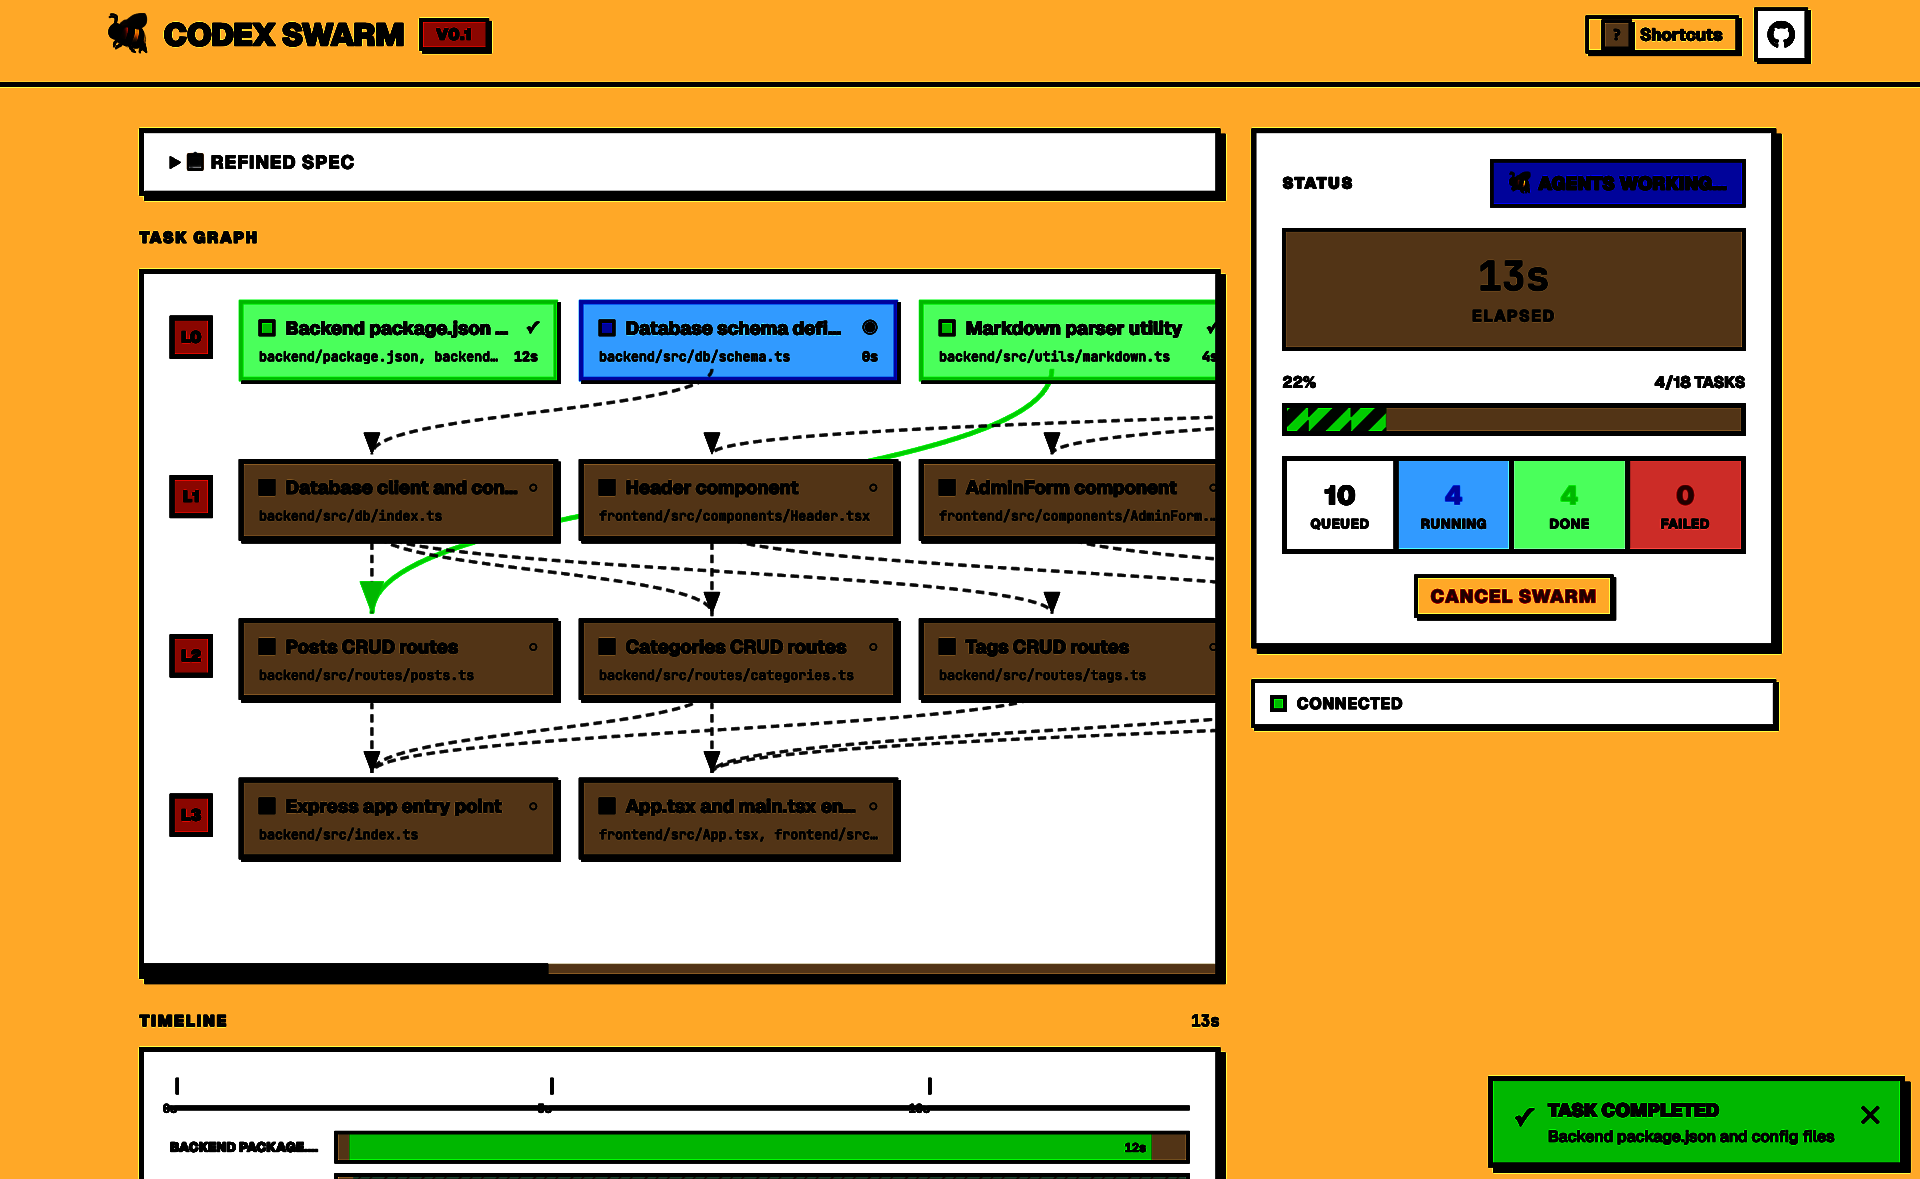 CODEX SWARM V0.1
? Shortcuts
▶ REFINED SPEC
TASK GRAPH
L0
Backend package.json ... ✓
backend/package.json, backend... 12s
Database schema defi...
backend/src/db/schema.ts 0s
Markdown parser utility
backend/src/utils/markdown.ts 4s
L1
Database client and con...
backend/src/db/index.ts
Header component
frontend/src/components/Header.tsx
AdminForm component
frontend/src/components/AdminForm...
L2
Posts CRUD routes
backend/src/routes/posts.ts
Categories CRUD routes
backend/src/routes/categories.ts
Tags CRUD routes
backend/src/routes/tags.ts
L3
Express app entry point
backend/src/index.ts
App.tsx and main.tsx en...
frontend/src/App.tsx, frontend/src...
TIMELINE 13s
0s 5s 10s
BACKEND PACKAGE... 12s
STATUS
AGENTS WORKING...
13s
ELAPSED
22% 4/18 TASKS
10 QUEUED
4 RUNNING
4 DONE
0 FAILED
CANCEL SWARM
CONNECTED
TASK COMPLETED
Backend package.json and config files